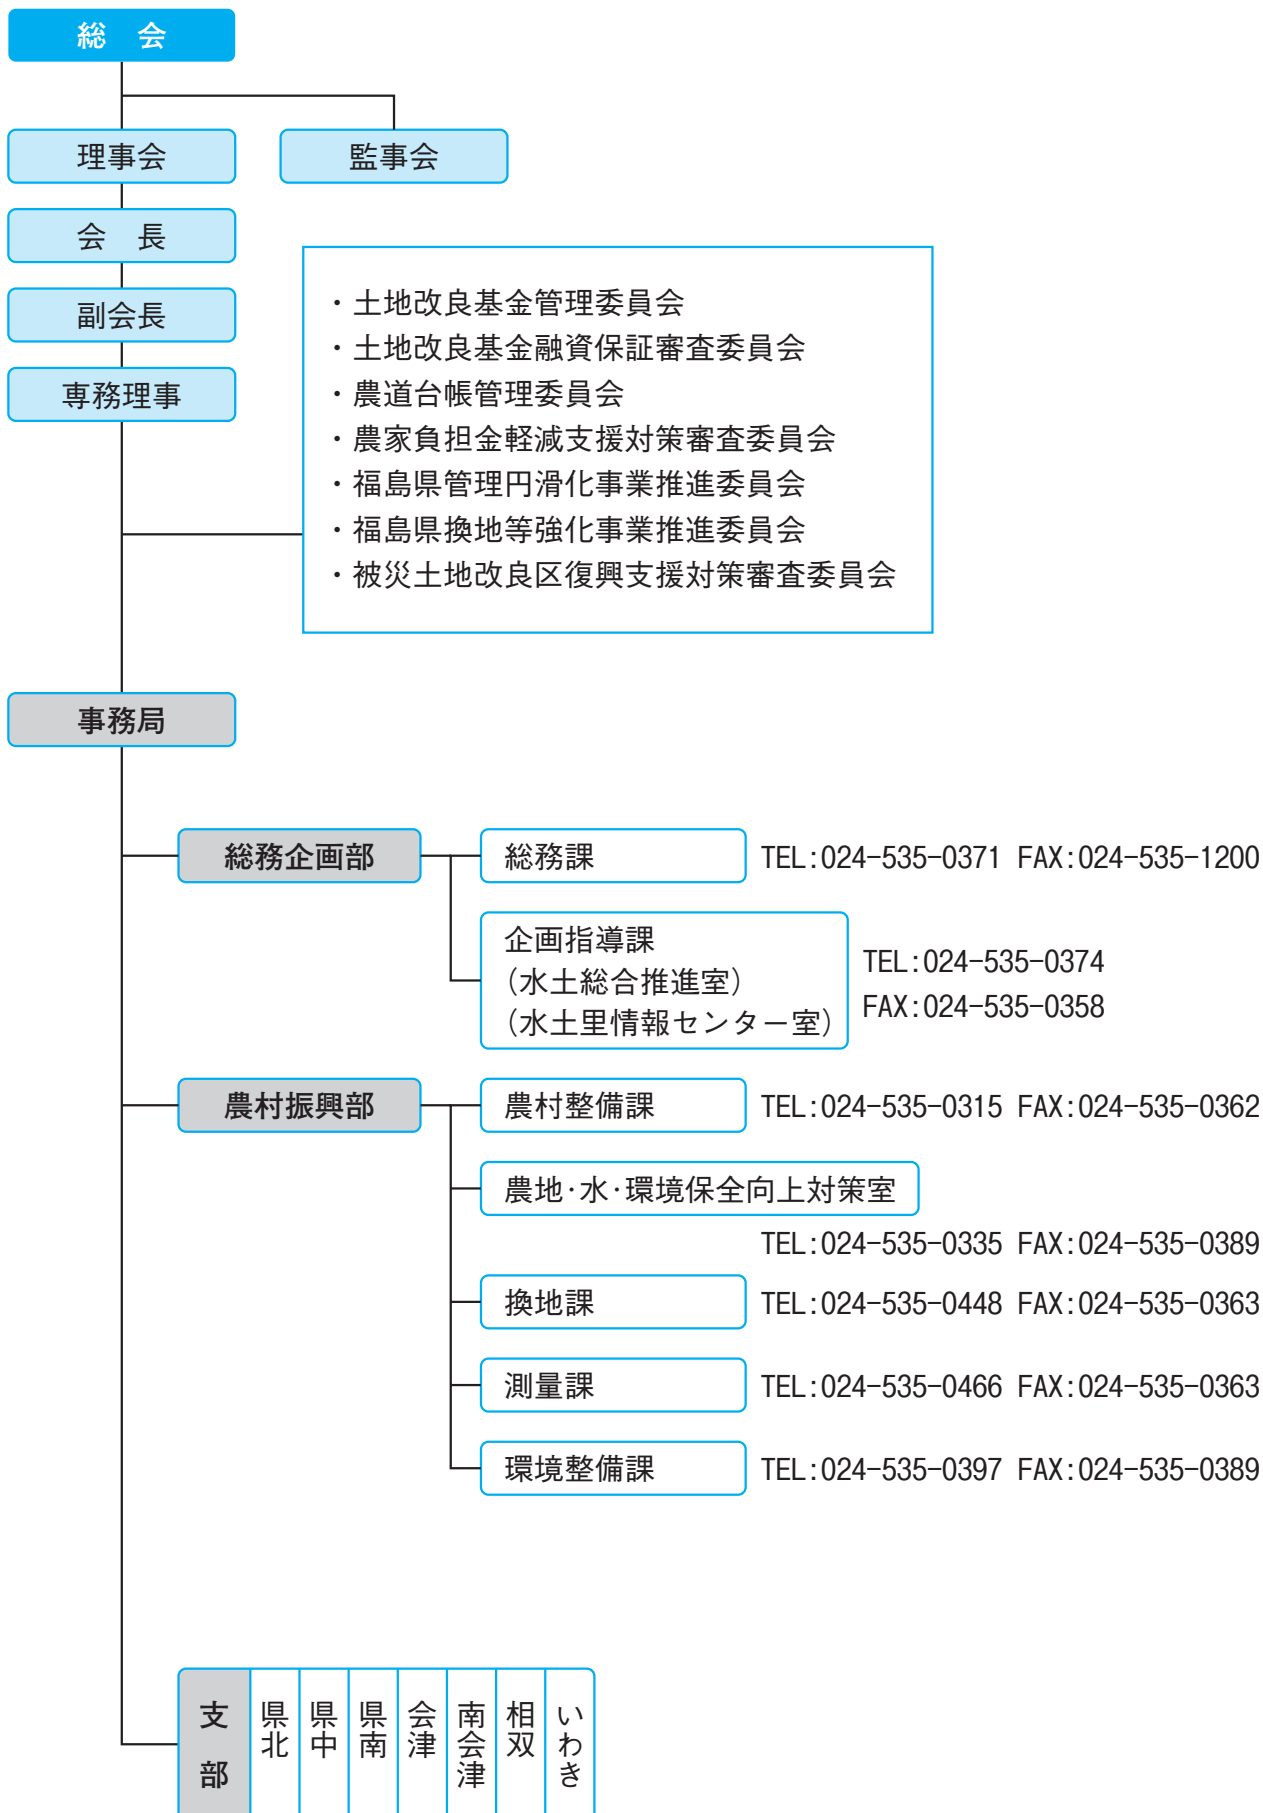 総　会
理事会
監事会
会　長
副会長
専務理事
・土地改良基金管理委員会
・土地改良基金融資保証審査委員会
・農道台帳管理委員会
・農家負担金軽減支援対策審査委員会
・福島県管理円滑化事業推進委員会
・福島県換地等強化事業推進委員会
・被災土地改良区復興支援対策審査委員会
事務局
総務企画部
総務課
TEL:024-535-0371 FAX:024-535-1200
企画指導課
（水土総合推進室）
（水土里情報センター室）
TEL:024-535-0374
FAX:024-535-0358
農村振興部
農村整備課
TEL:024-535-0315 FAX:024-535-0362
農地･水･環境保全向上対策室
TEL:024-535-0335 FAX:024-535-0389
換地課
TEL:024-535-0448 FAX:024-535-0363
測量課
TEL:024-535-0466 FAX:024-535-0363
環境整備課
TEL:024-535-0397 FAX:024-535-0389
支部
県北
県中
県南
会津
南会津
相双
いわき